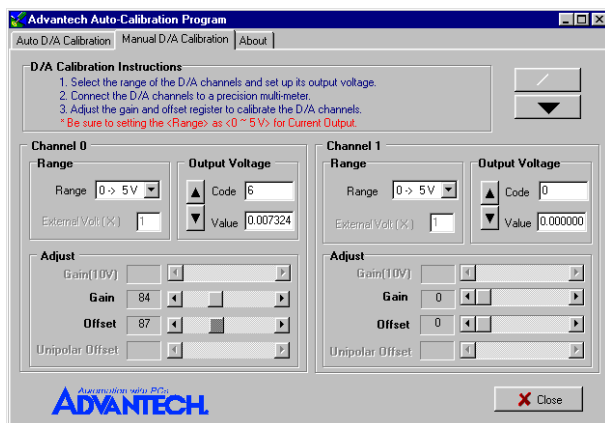 Advantech Auto-Calibration Program
Auto D/A Calibration Manual D/A Calibration About
D/A Calibration Instructions
1. Select the range of the D/A channels and set up its output voltage.
2. Connect the D/A channels to a precision multi-meter.
3. Adjust the gain and offset register to calibrate the D/A channels.
* Be sure to setting the <Range> as <0 ~ 5 V> for Current Output.
Channel 0
Range
Range 0 -> 5 V
External Volt (X-) 1
Output Voltage
Code 6
Value 0.007324
Adjust
Gain(10V)
Gain 84
Offset 87
Unipolar Offset
Channel 1
Range
Range 0 -> 5 V
External Volt (X-) 1
Output Voltage
Code 0
Value 0.000000
Adjust
Gain(10V)
Gain 0
Offset 0
Unipolar Offset
Automation with PCs
ADVANTECH.
Close